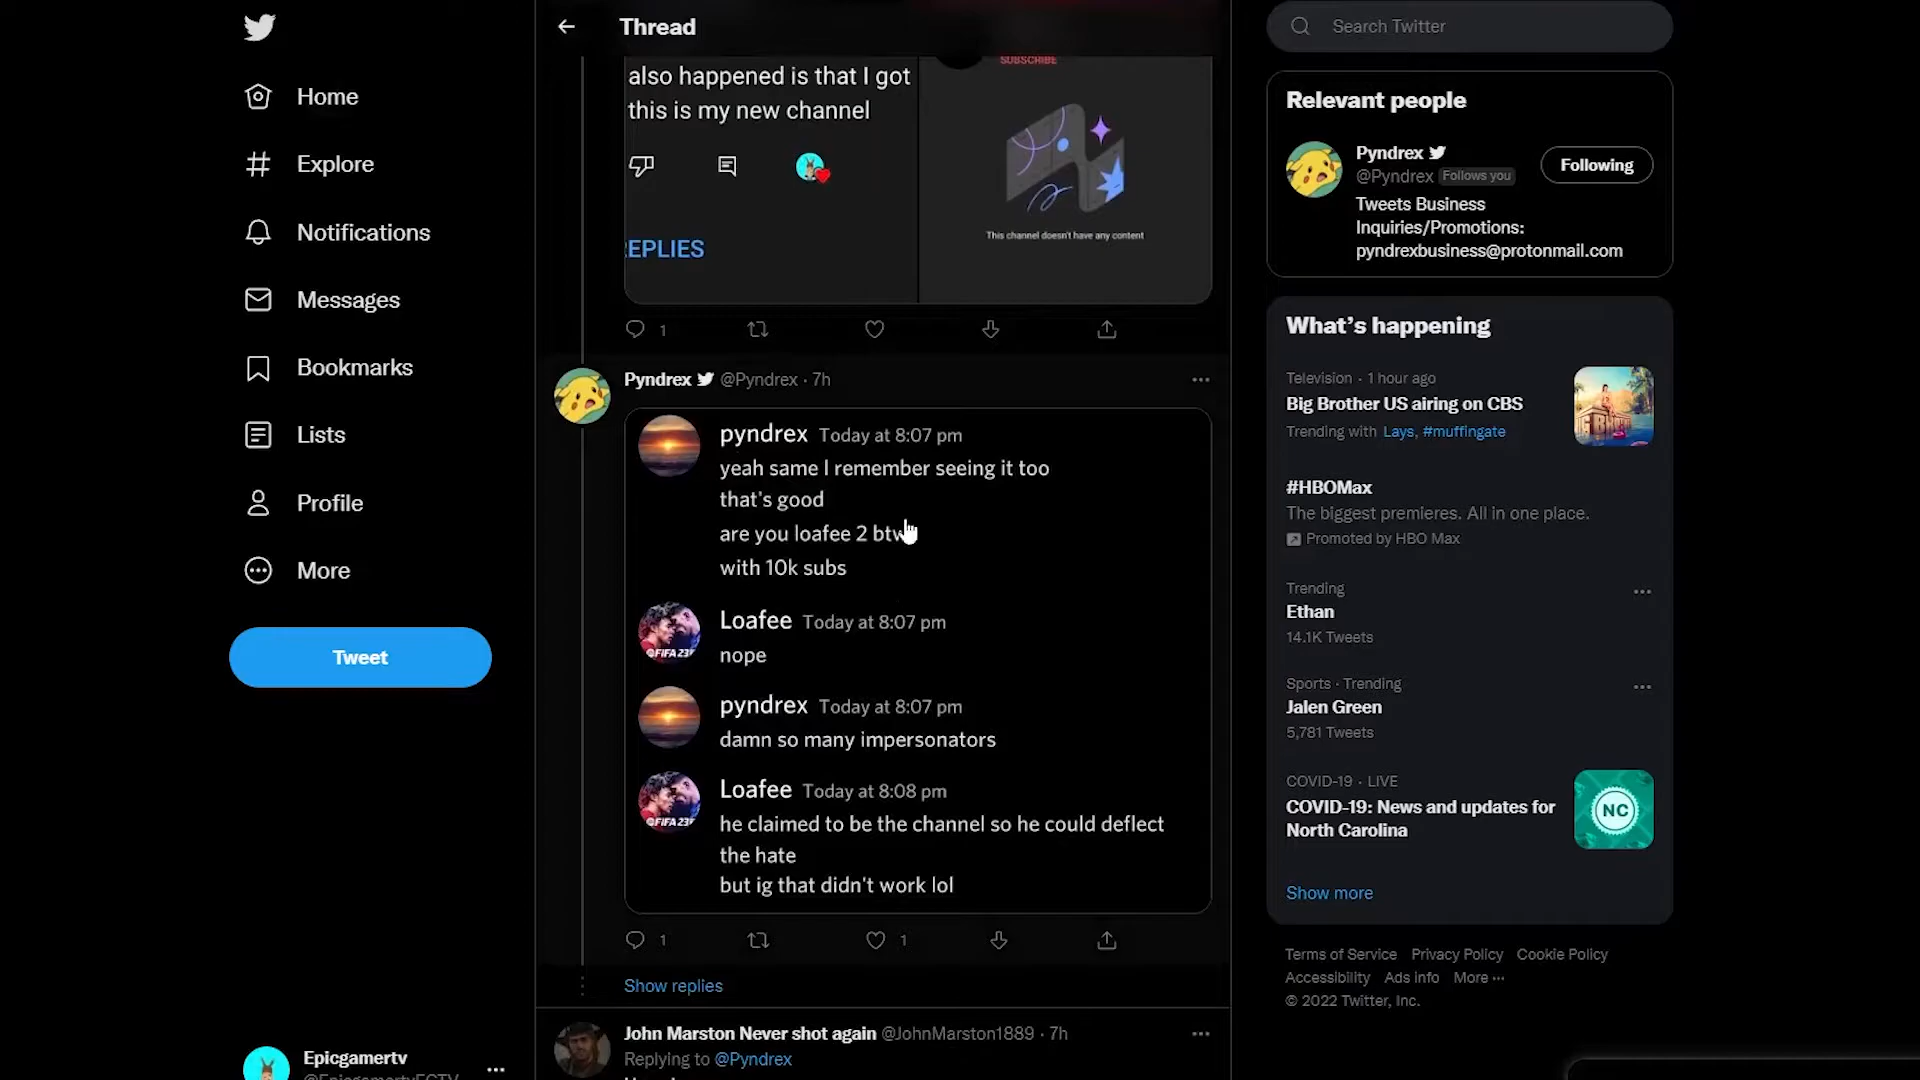 Home
Explore
Notifications
Messages
Bookmarks
Lists
Profile
More
Tweet
Epicgamertv
Thread
also happened is that I got
this is my new channel
EPLIES
SUBSCRIBE
This channel doesn't have any content
1
Pyndrex @Pyndrex · 7h
pyndrex Today at 8:07 pm
yeah same I remember seeing it too
that's good
are you loafee 2 btw
with 10k subs
Loafee Today at 8:07 pm
nope
pyndrex Today at 8:07 pm
damn so many impersonators
Loafee Today at 8:08 pm
he claimed to be the channel so he could deflect
the hate
but ig that didn't work lol
FIFA 23
FIFA 23
1 1
Show replies
John Marston Never shot again @JohnMarston1889 · 7h
Replying to @Pyndrex
Search Twitter
Relevant people
Pyndrex
@Pyndrex Follows you
Following
Tweets Business
Inquiries/Promotions:
pyndrexbusiness@protonmail.com
What's happening
Television · 1 hour ago
Big Brother US airing on CBS
Trending with Lays, #muffingate
#HBOMax
The biggest premieres. All in one place.
Promoted by HBO Max
Trending
Ethan
14.1K Tweets
Sports · Trending
Jalen Green
5,781 Tweets
COVID-19 · LIVE
COVID-19: News and updates for
North Carolina
NC
Show more
Terms of Service Privacy Policy Cookie Policy
Accessibility Ads info More ···
© 2022 Twitter, Inc.